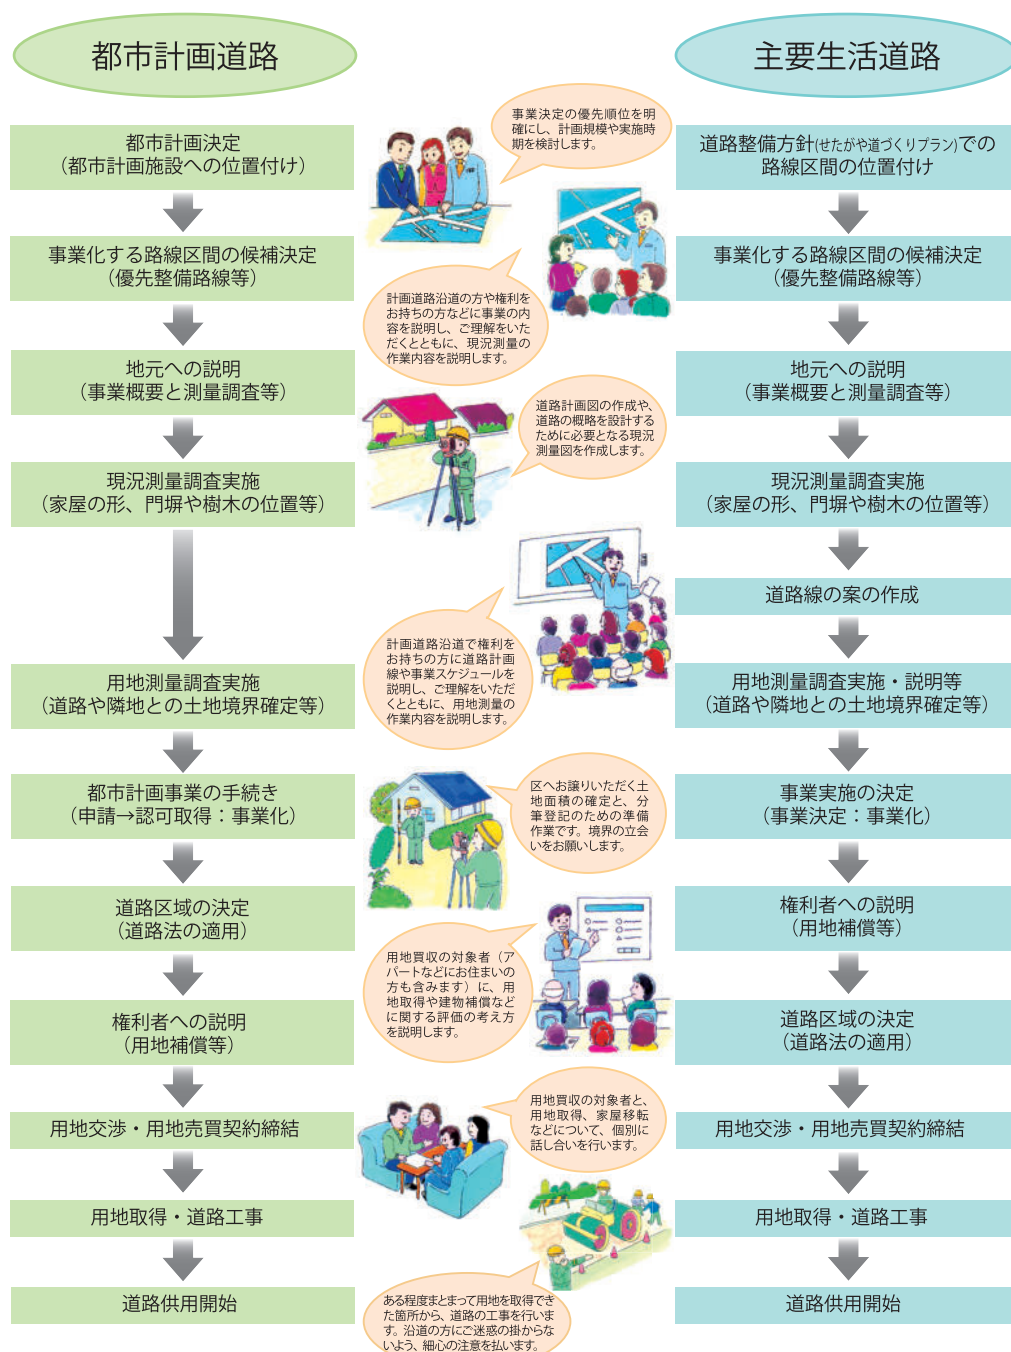 都市計画道路
都市計画決定
(都市計画施設への位置付け)
事業化する路線区間の候補決定
(優先整備路線等)
地元への説明
(事業概要と測量調査等)
現況測量調査実施
(家屋の形、門塀や樹木の位置等)
用地測量調査実施
(道路や隣地との土地境界確定等)
都市計画事業の手続き
(申請→認可取得：事業化)
道路区域の決定
(道路法の適用)
権利者への説明
(用地補償等)
用地交渉・用地売買契約締結
用地取得・道路工事
道路供用開始
事業決定の優先順位を明
確にし、計画規模や実施時
期を検討します。
計画道路沿道の方や権利を
お持ちの方などに事業の内
容を説明し、ご理解をいた
だくとともに、現況測量の
作業内容を説明します。
道路計画図の作成や、
道路の概略を設計する
ために必要となる現況
測量図を作成します。
計画道路沿道で権利を
お持ちの方に道路計画
線や事業スケジュールを
説明し、ご理解をいただ
くとともに、用地測量の
作業内容を説明します。
区へお譲りいただく土
地面積の確定と、分
筆登記のための準備
作業です。境界の立会
いをお願いします。
用地買収の対象者（ア
パートなどにお住まいの
方も含みます）に、用
地取得や建物補償など
に関する評価の考え方
を説明します。
用地買収の対象者と、
用地取得、家屋移転
などについて、個別に
話し合いを行います。
ある程度まとまって用地を取得でき
た箇所から、道路の工事を行いま
す。沿道の方にご迷惑の掛からな
いよう、細心の注意を払います。
主要生活道路
道路整備方針(せたがや道づくりプラン)での
路線区間の位置付け
事業化する路線区間の候補決定
(優先整備路線等)
地元への説明
(事業概要と測量調査等)
現況測量調査実施
(家屋の形、門塀や樹木の位置等)
道路線の案の作成
用地測量調査実施・説明等
(道路や隣地との土地境界確定等)
事業実施の決定
(事業決定：事業化)
権利者への説明
(用地補償等)
道路区域の決定
(道路法の適用)
用地交渉・用地売買契約締結
用地取得・道路工事
道路供用開始